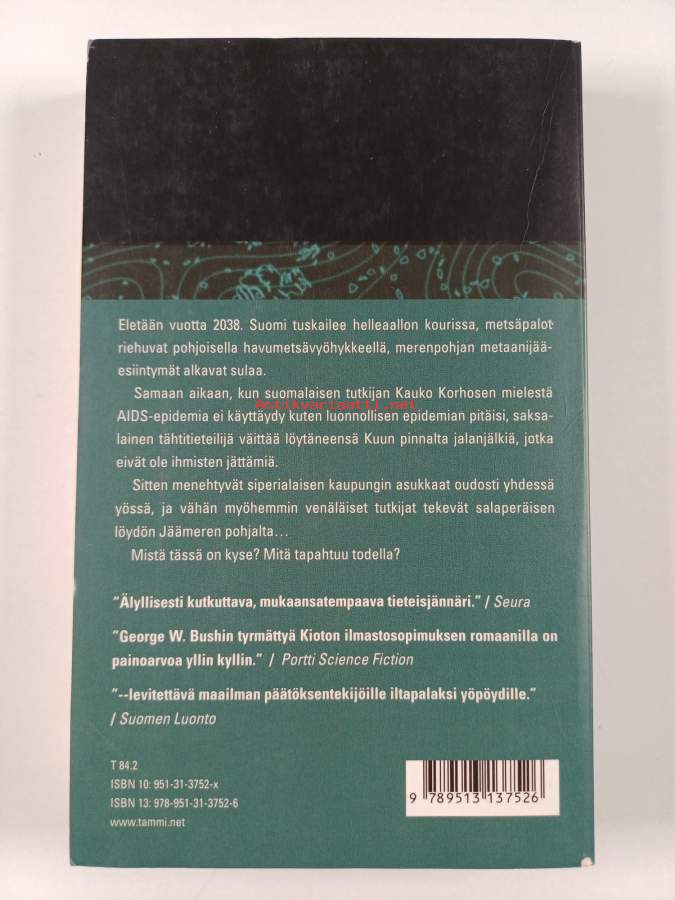 Eletään vuotta 2038. Suomi tuskailee helleaallon kourissa, metsäpalot
riehuvat pohjoisella havumetsävyöhykkeellä, merenpohjan metaanijää-
esiintymät alkavat sulaa.
Samaan aikaan, kun suomalaisen tutkijan Kauko Korhosen mielestä
Antikvariaatti.net
AIDS-epidemia ei käyttäydy kuten luonnollisen epidemian pitäisi, saksa-
lainen tähtitieteilijä väittää löytäneensä Kuun pinnalta jalanjälkiä, jotka
eivät ole ihmisten jättämiä.
Sitten menehtyvät siperialaisen kaupungin asukkaat oudosti yhdessä
yössä, ja vähän myöhemmin venäläiset tutkijat tekevät salaperäisen
löydön Jäämeren pohjalta...
Mistä tässä on kyse? Mitä tapahtuu todella?
"Älyllisesti kutkuttava, mukaansatempaava tieteisjännäri." / Seura
"George W. Bushin tyrmättyä Kioton ilmastosopimuksen romaanilla on
painoarvoa yllin kyllin." / Portti Science Fiction
"--levitettävä maailman päätöksentekijöille iltapalaksi yöpöydille."
/ Suomen Luonto
T 84.2
ISBN 10: 951-31-3752-x
ISBN 13: 978-951-31-3752-6
www.tammi.net
9 789513 137526